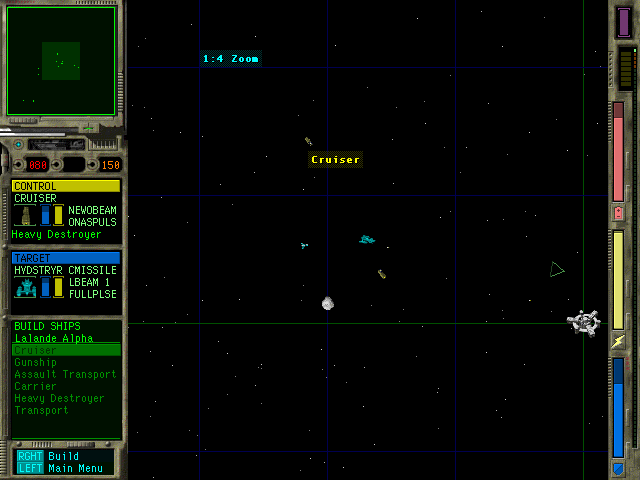 1:4 Zoom
Cruiser
080 150
CONTROL
CRUISER
NEWOBEAM
ONASPULS
Heavy Destroyer
TARGET
HYDSTRYR CMISSILE
LBEAM 1
FULLPLSE
BUILD SHIPS
Lalande Alpha
Cruiser
Gunship
Assault Transport
Carrier
Heavy Destroyer
Transport
RGHT Build
LEFT Main Menu